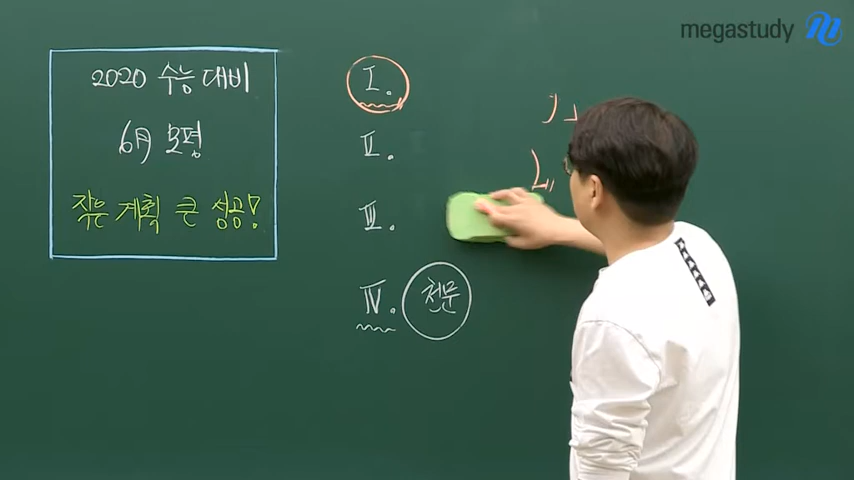 megastudy
2020 수능 대비
6月 모평
작은 계획 큰 성공!
Ⅰ.
Ⅱ.
Ⅲ.
Ⅳ. 천문